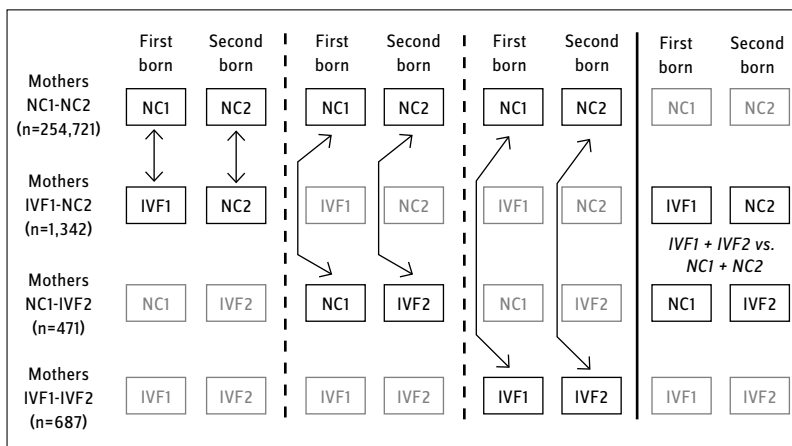 First Second First Second First Second First Second
born born born born born born born born
Mothers
NC1-NC2
(n=254,721)
NC1 NC2 NC1 NC2 NC1 NC2 NC1 NC2
Mothers
IVF1-NC2
(n=1,342)
IVF1 NC2 IVF1 NC2 IVF1 NC2 IVF1 NC2
IVF1 + IVF2 vs.
NC1 + NC2
Mothers
NC1-IVF2
(n=471)
NC1 IVF2 NC1 IVF2 NC1 IVF2 NC1 IVF2
Mothers
IVF1-IVF2
(n=687)
IVF1 IVF2 IVF1 IVF2 IVF1 IVF2 IVF1 IVF2